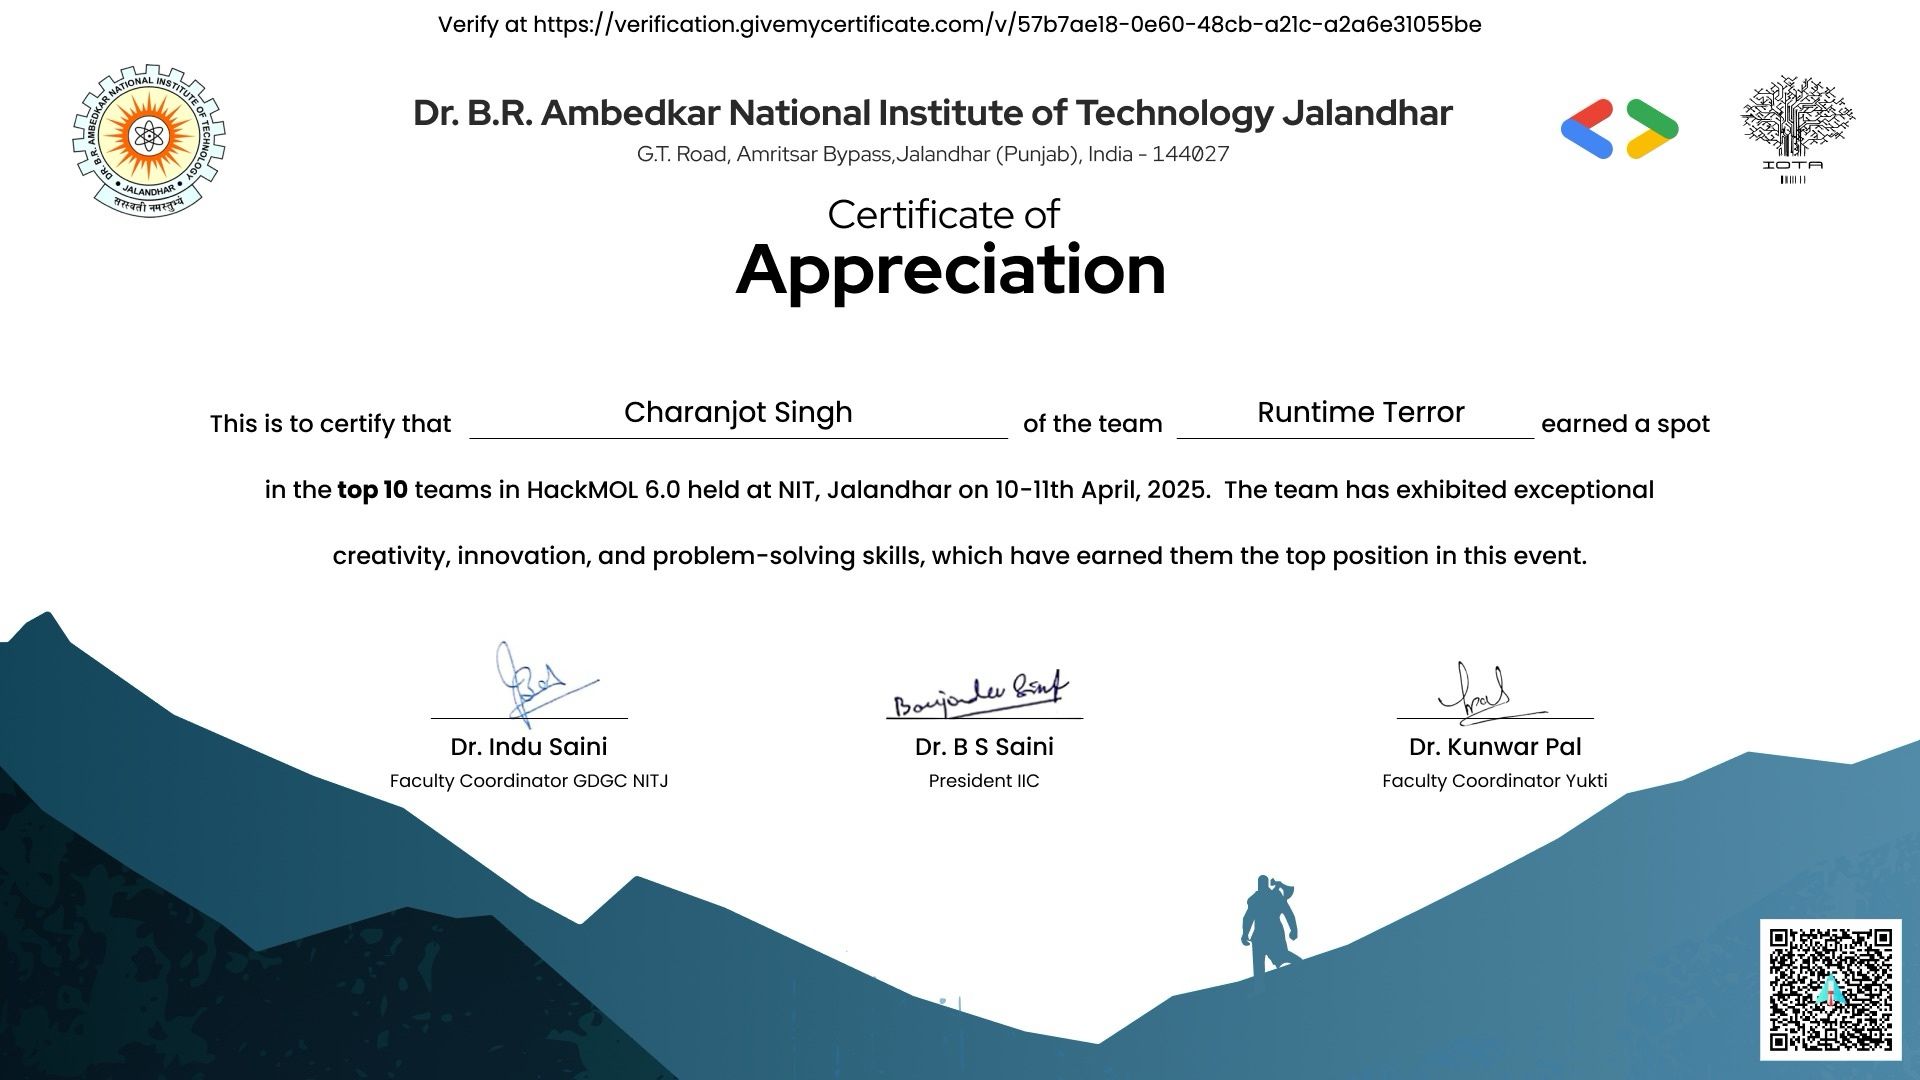 Verify at https://verification.givemycertificate.com/v/57b7ae18-0e60-48cb-a21c-a2a6e31055be
DR. B.R. AMBEDKAR NATIONAL INSTITUTE OF TECHNOLOGY
• JALANDHAR •
सरस्वती नमस्तुभ्यं
Dr. B.R. Ambedkar National Institute of Technology Jalandhar
G.T. Road, Amritsar Bypass,Jalandhar (Punjab), India - 144027
IOTA
Certificate of
Appreciation
This is to certify that Charanjot Singh of the team Runtime Terror earned a spot
in the top 10 teams in HackMOL 6.0 held at NIT, Jalandhar on 10-11th April, 2025. The team has exhibited exceptional
creativity, innovation, and problem-solving skills, which have earned them the top position in this event.
Dr. Indu Saini Dr. B S Saini Dr. Kunwar Pal
Faculty Coordinator GDGC NITJ President IIC Faculty Coordinator Yukti